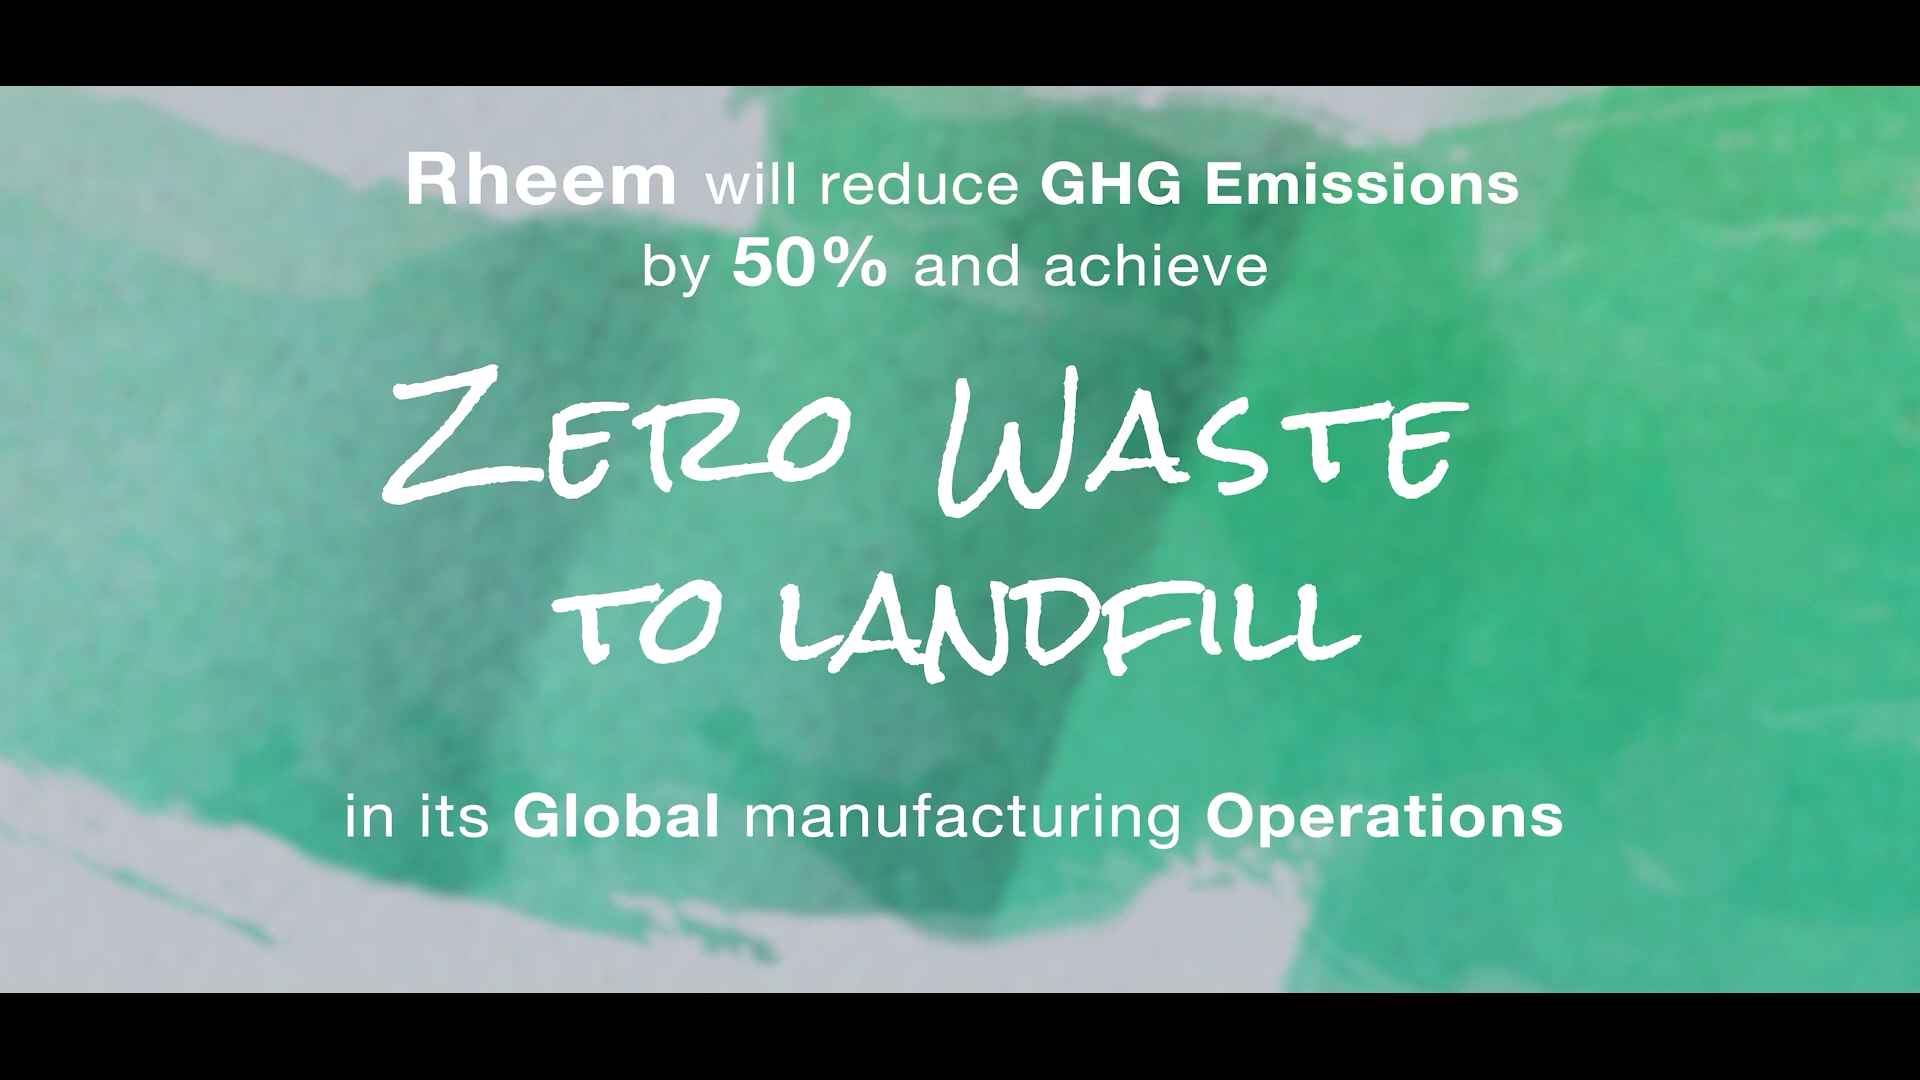 Rheem will reduce GHG Emissions
by 50% and achieve
Zero Waste
to landfill
in its Global manufacturing Operations